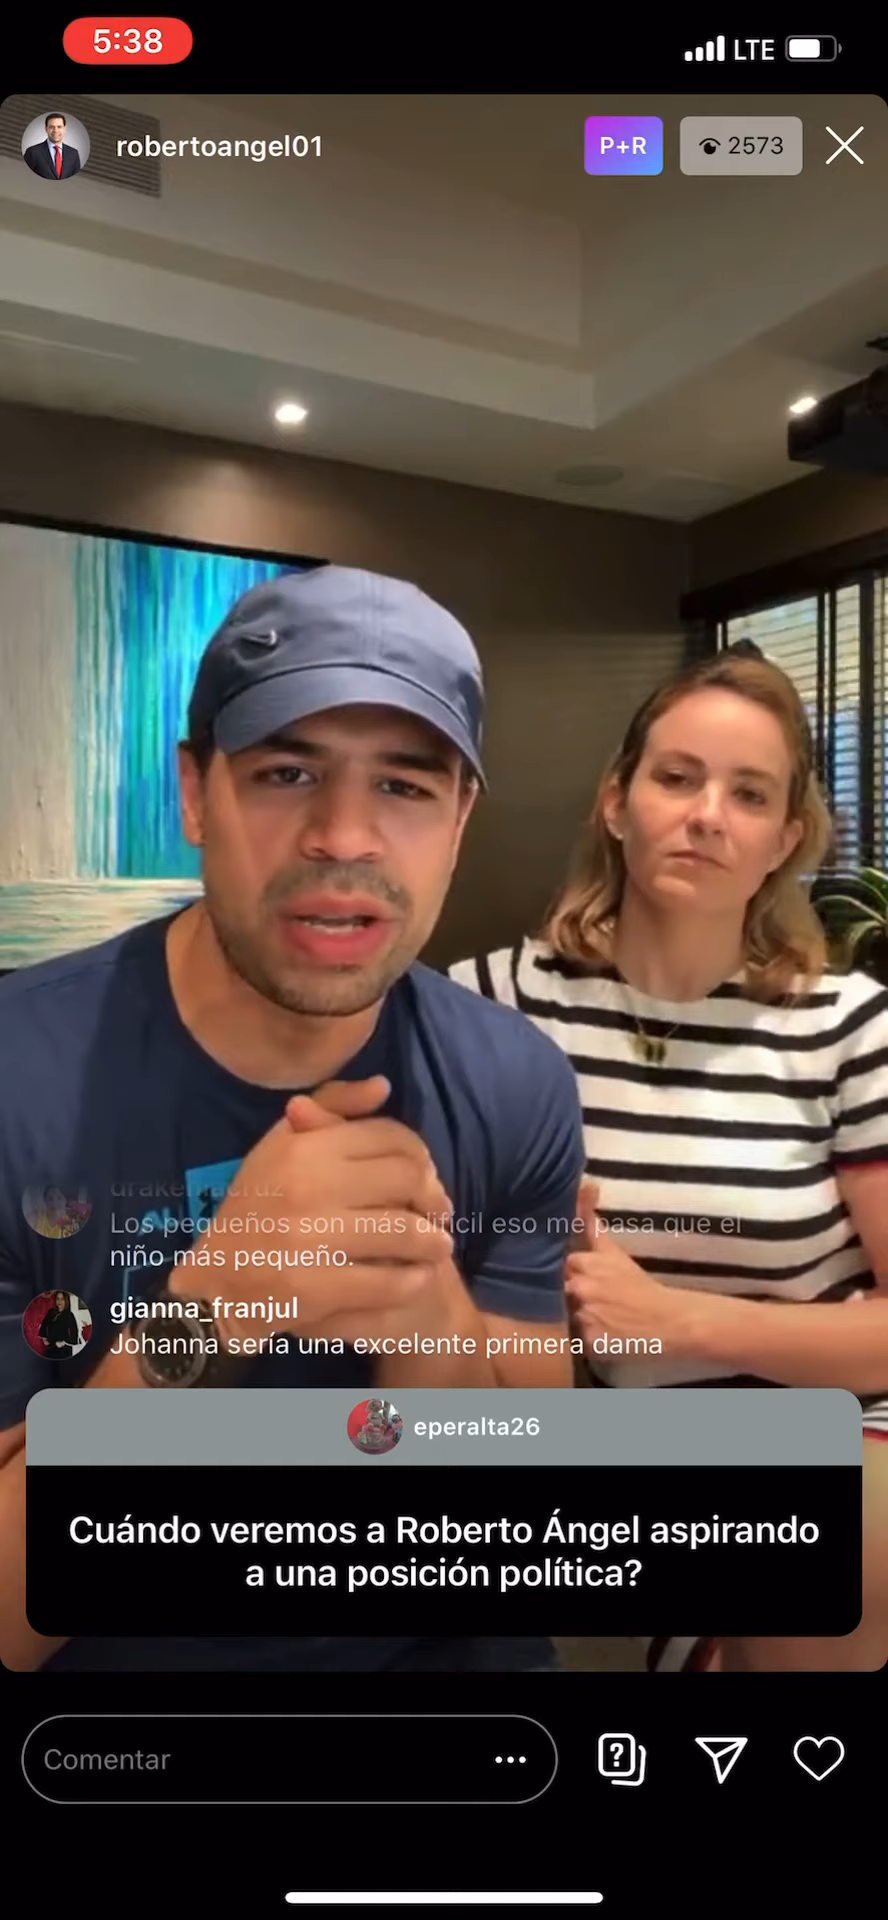 5:38
LTE
robertoangel01
P+R
2573
drakeniacruz
Los pequeños son más difícil eso me pasa que el
niño más pequeño.
gianna_franjul
Johanna sería una excelente primera dama
eperalta26
Cuándo veremos a Roberto Ángel aspirando
a una posición política?
Comentar